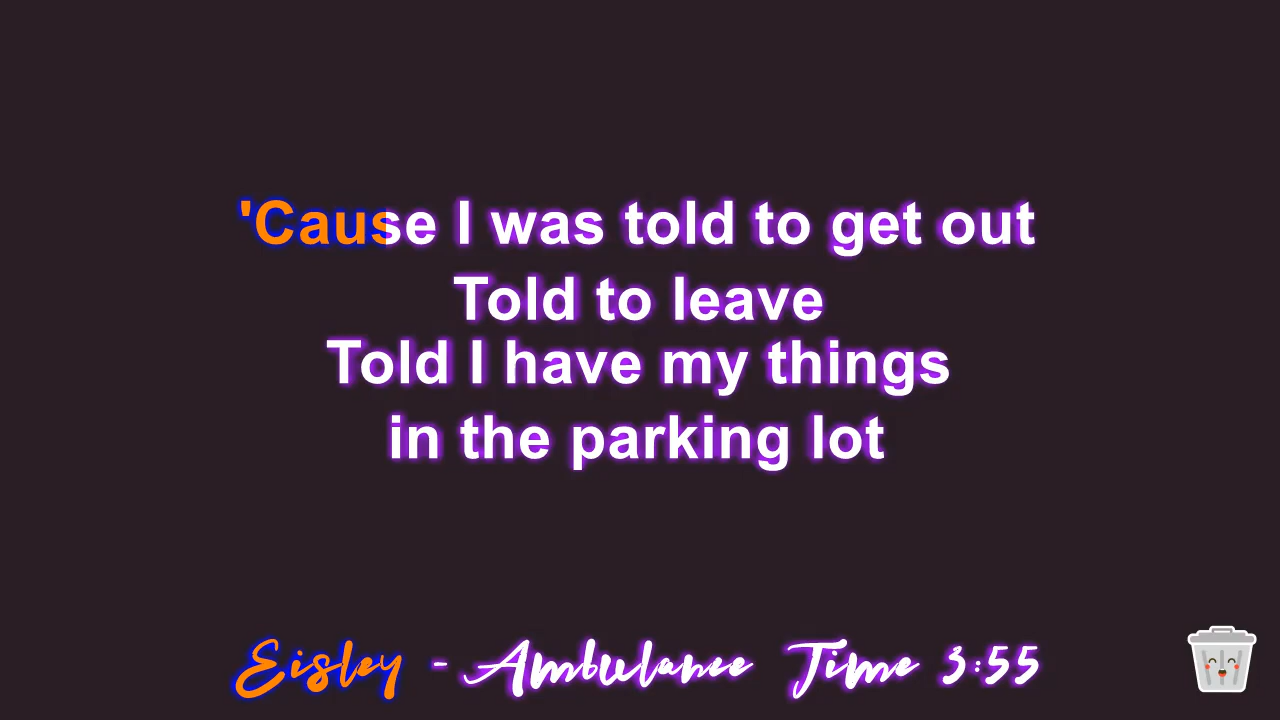 'Cause I was told to get out
Told to leave
Told I have my things
in the parking lot
Eisley - Ambulance Time 3:55